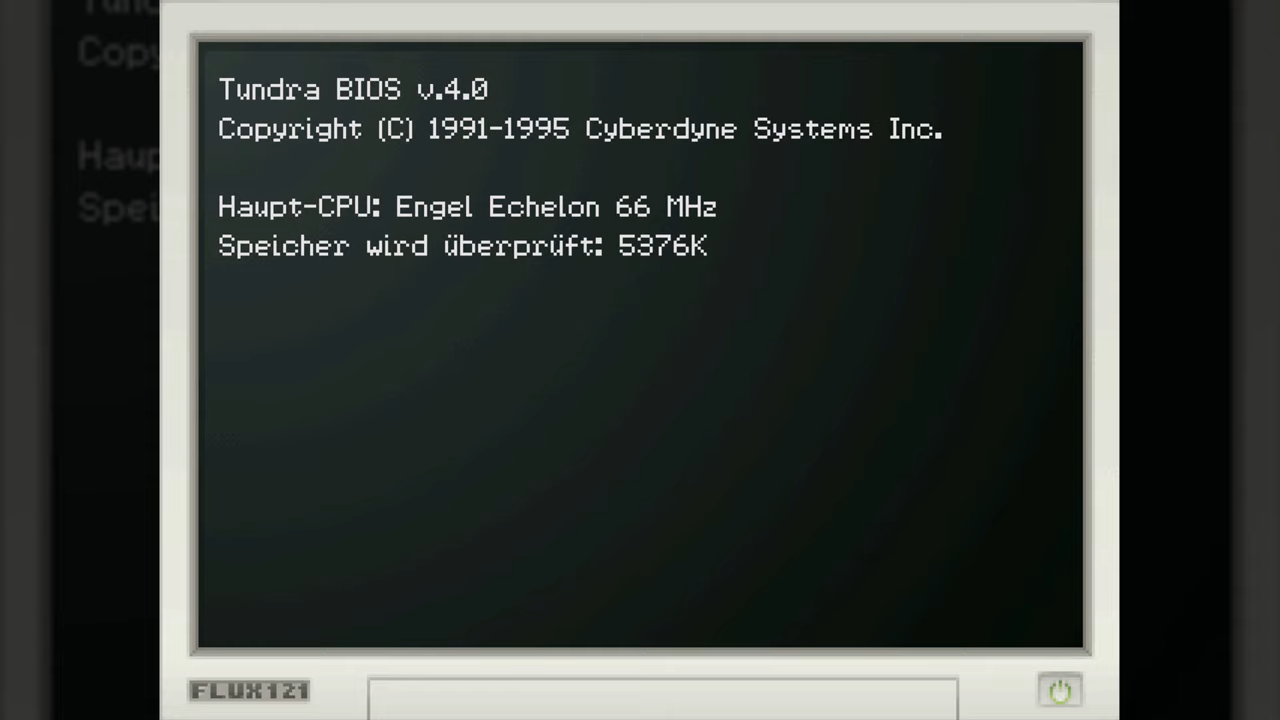 Tundra BIOS v.4.0
Copyright (C) 1991-1995 Cyberdyne Systems Inc.
Haupt-CPU: Engel Echelon 66 MHz
Speicher wird überprüft: 5376K
FLUX121